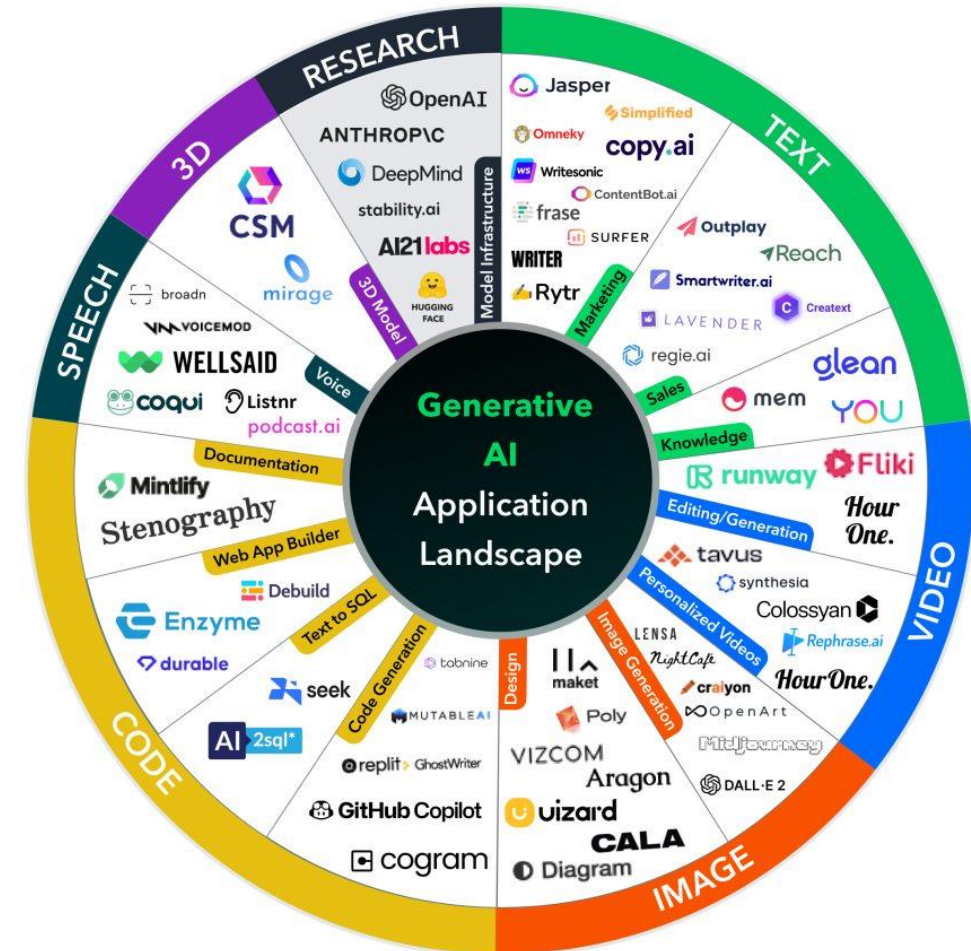 Generative
AI
Application
Landscape
RESEARCH
Model Infrastructure
OpenAI
ANTHROP\C
DeepMind
stability.ai
AI21labs
HUGGING
FACE
TEXT
Marketing
Jasper
Simplified
Omneky
copy.ai
WS Writesonic
ContentBot.ai
frase
SURFER
WRITER
Rytr
Sales
Outplay
Reach
Smartwriter.ai
C Creatext
LAVENDER
regie.ai
Knowledge
glean
mem
YOU
VIDEO
Editing/Generation
runway
Fliki
Hour
One.
Personalized Videos
tavus
synthesia
Colossyan
Rephrase.ai
Hour One.
IMAGE
Image Generation
LENSA
NightCafé
craiyon
OpenArt
Midjourney
DALL·E 2
Design
maket
Poly
VIZCOM
Aragon
uizard
CALA
Diagram
CODE
Code Generation
tabnine
MUTABLEAI
replit GhostWriter
GitHub Copilot
cogram
Text to SQL
seek
AI 2sql*
Web App Builder
Debuild
Enzyme
durable
Documentation
Mintlify
Stenography
SPEECH
Voice
broadn
VOICEMOD
WELLSAID
coqui
Listnr
podcast.ai
3D
3D Model
CSM
mirage